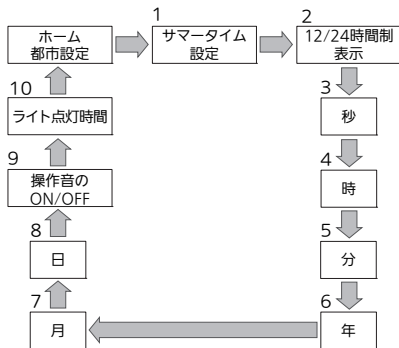 ホーム
都市設定
1
サマータイム
設定
2
12/24時間制
表示
3
秒
4
時
5
分
6
年
7
月
8
日
9
操作音の
ON/OFF
10
ライト点灯時間